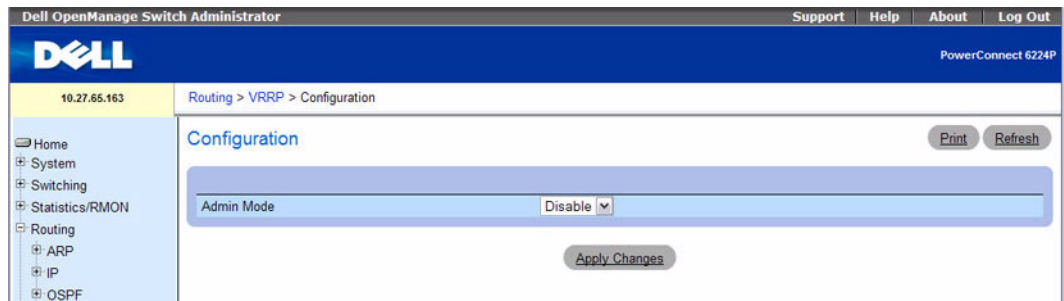 Dell OpenManage Switch Administrator Support Help About Log Out
DELL
PowerConnect 6224P
10.27.65.163
Routing > VRRP > Configuration
Home
System
Switching
Statistics/RMON
Routing
ARP
IP
OSPF
Configuration
Print Refresh
Admin Mode Disable
Apply Changes